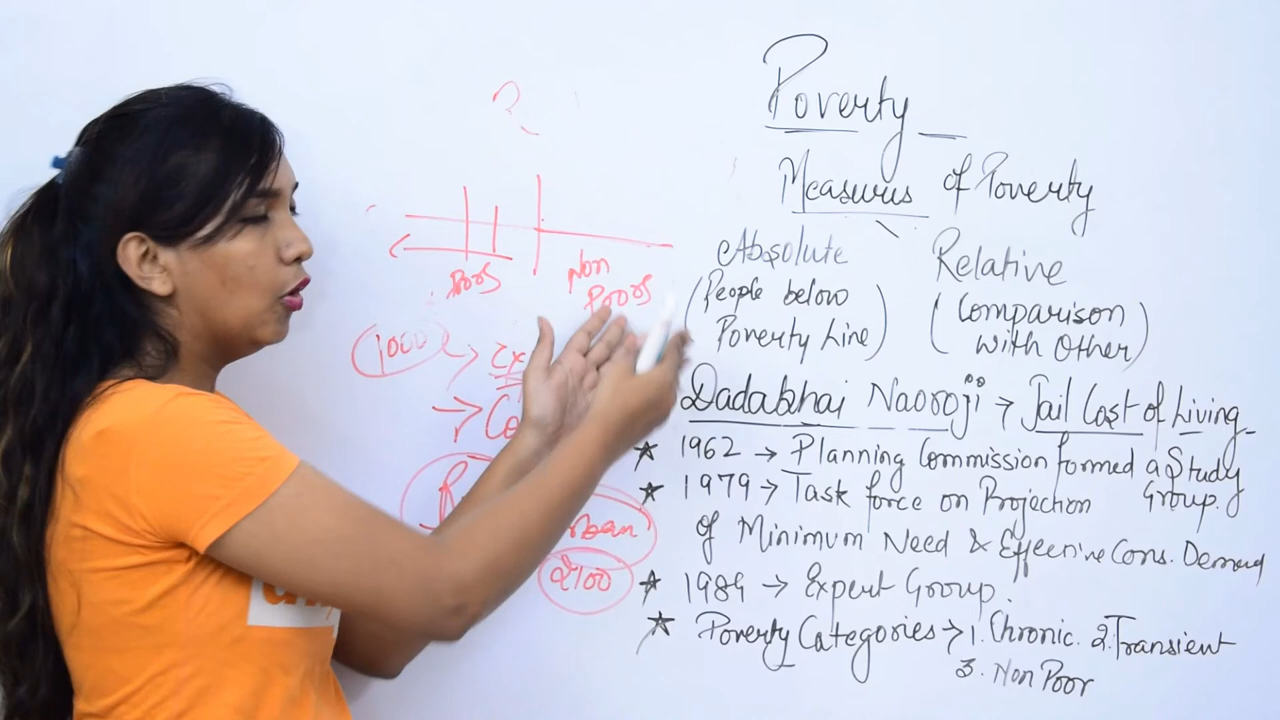 Poverty
Measures of Poverty
Absolute
(People below
Poverty Line)
Relative
(Comparison
with Other)
Dadabhai Naoroji → Jail Cost of Living
★ 1962 → Planning Commission formed a Study
Group.
★ 1979 → Task force on Projection
of Minimum Need & Effective Cons. Demand
★ 1989 → Expert Group.
★ Poverty Categories → 1. Chronic. 2. Transient
3. Non Poor
Poors
Non
Poors
1000
2100